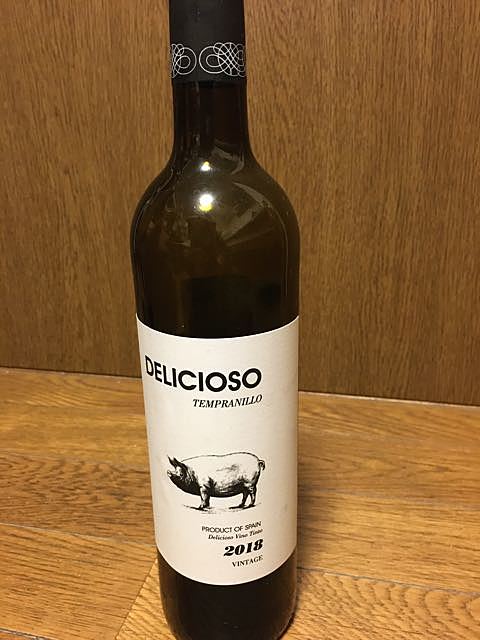 DELICIOSO
TEMPRANILLO
PRODUCT OF SPAIN
Delicioso Vino Tinto
2018
VINTAGE